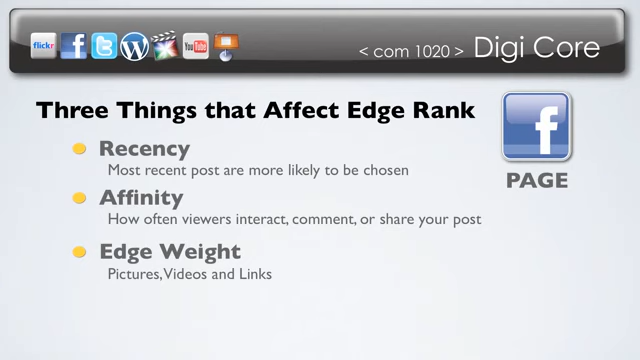 flickr
You Tube
< com 1020 > Digi Core
Three Things that Affect Edge Rank
Recency
Most recent post are more likely to be chosen
Affinity
How often viewers interact, comment, or share your post
Edge Weight
Pictures,Videos and Links
PAGE